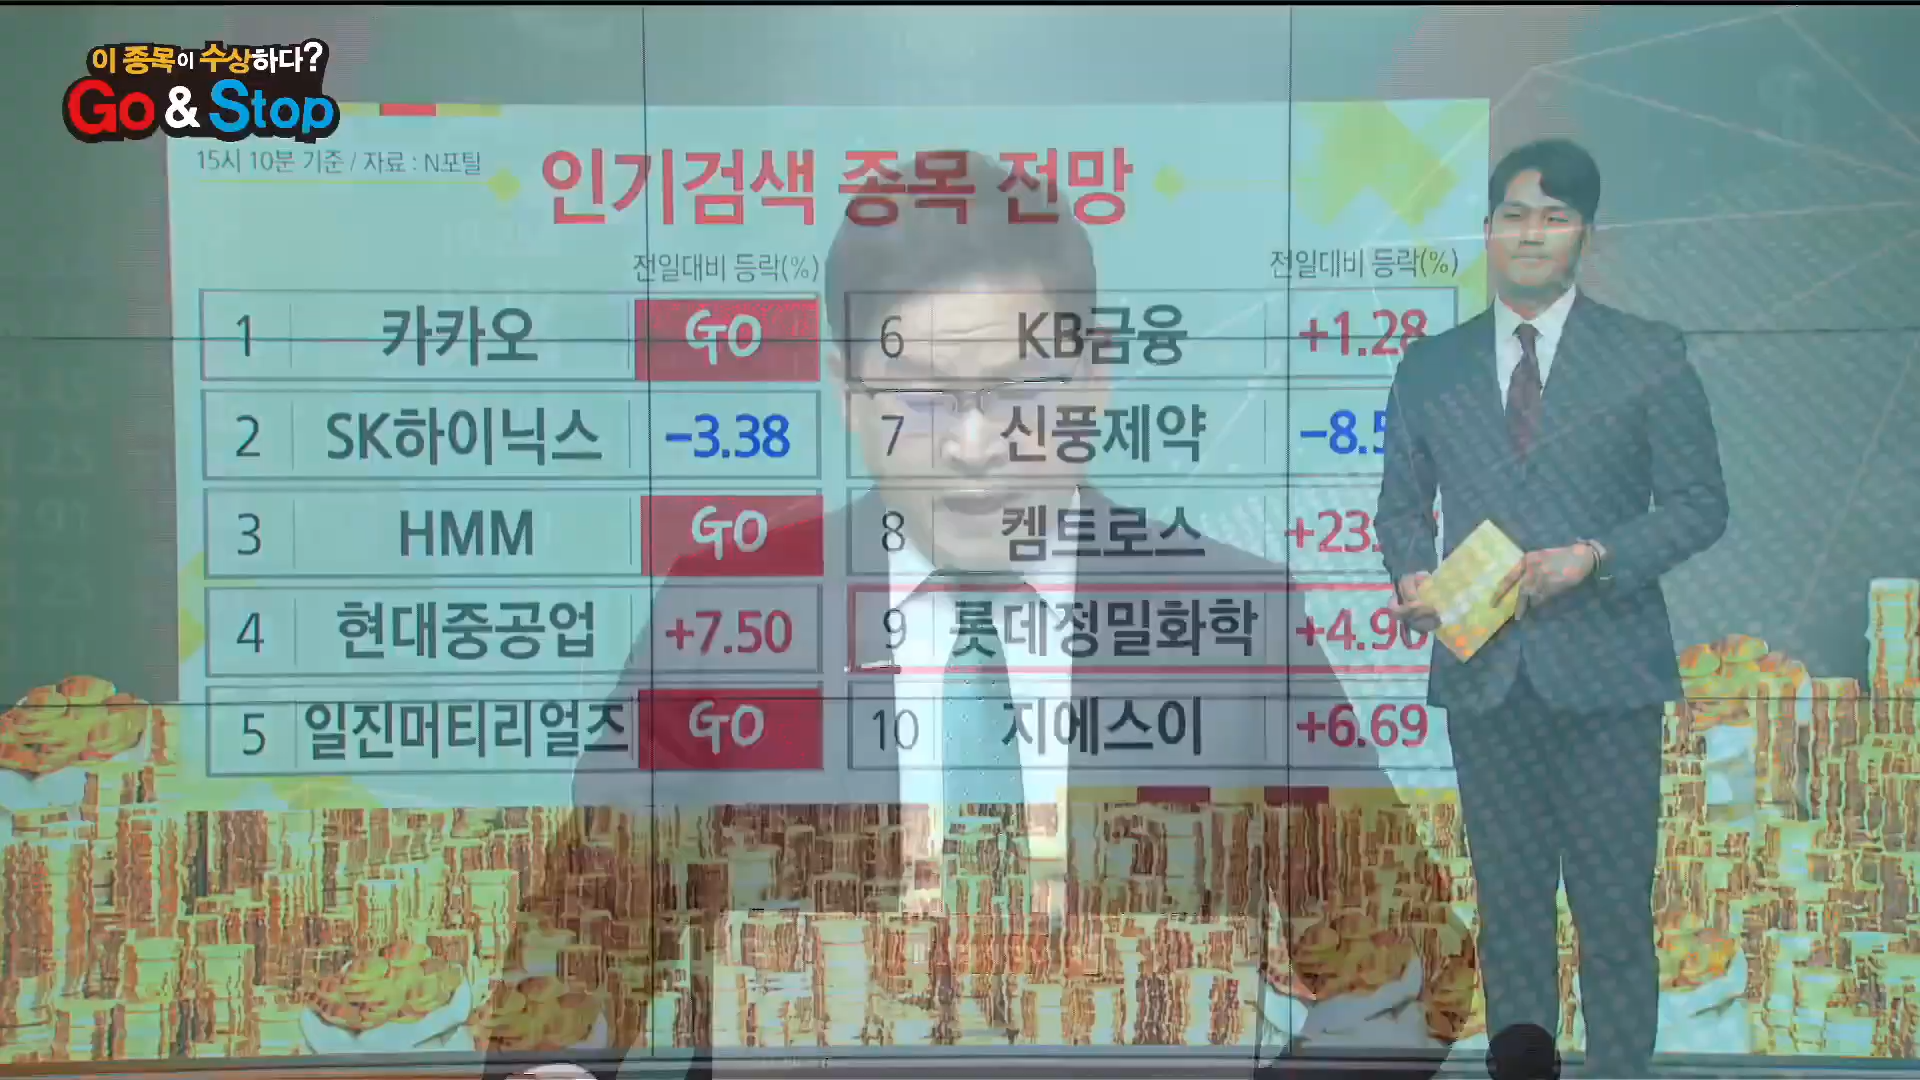 이 종목이 수상하다?
Go & Stop
15시 10분 기준 / 자료 : N포털
인기검색 종목 전망
전일대비 등락(%)
전일대비 등락(%)
1 카카오 GO
2 SK하이닉스 -3.38
3 HMM GO
4 현대중공업 +7.50
5 일진머티리얼즈 GO
6 KB금융 +1.28
7 신풍제약
8 켐트로스
9 롯데정밀화학 +4.90
10 지에스이 +6.69